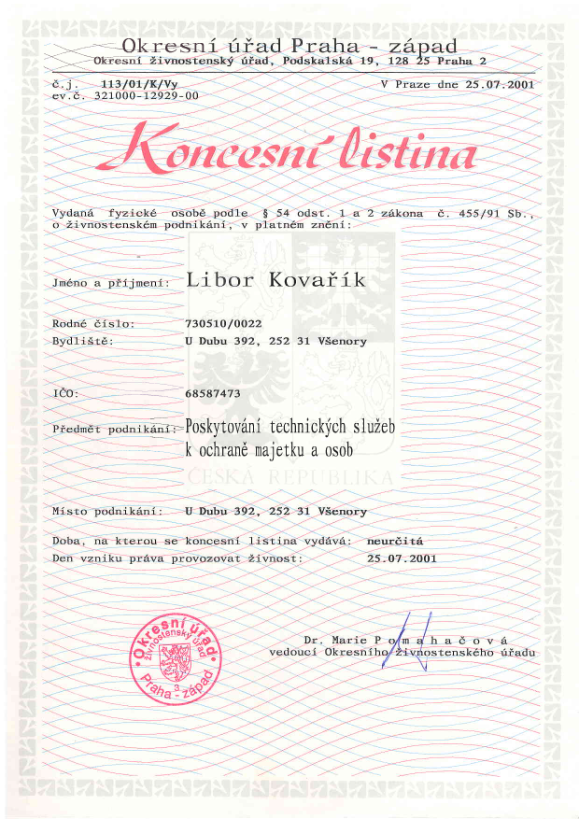 Okresní úřad Praha - západ
Okresní živnostenský úřad, Podskalská 19, 128 25 Praha 2
č.j. 113/01/K/Vy V Praze dne 25.07.2001
ev.č. 321000-12929-00
Koncesní listina
Vydaná fyzické osobě podle § 54 odst. 1 a 2 zákona č. 455/91 Sb.,
o živnostenském podnikání, v platném znění:
Jméno a příjmení: Libor Kovařík
Rodné číslo: 730510/0022
Bydliště: U Dubu 392, 252 31 Všenory
IČO: 68587473
Předmět podnikání: Poskytování technických služeb
k ochraně majetku a osob
ČESKÁ REPUBLIKA
Místo podnikání: U Dubu 392, 252 31 Všenory
Doba, na kterou se koncesní listina vydává: neurčitá
Den vzniku práva provozovat živnost: 25.07.2001
Okresní úřad
živnostenský úřad
3
Praha - západ
Dr. Marie Pomahačová
vedoucí Okresního živnostenského úřadu